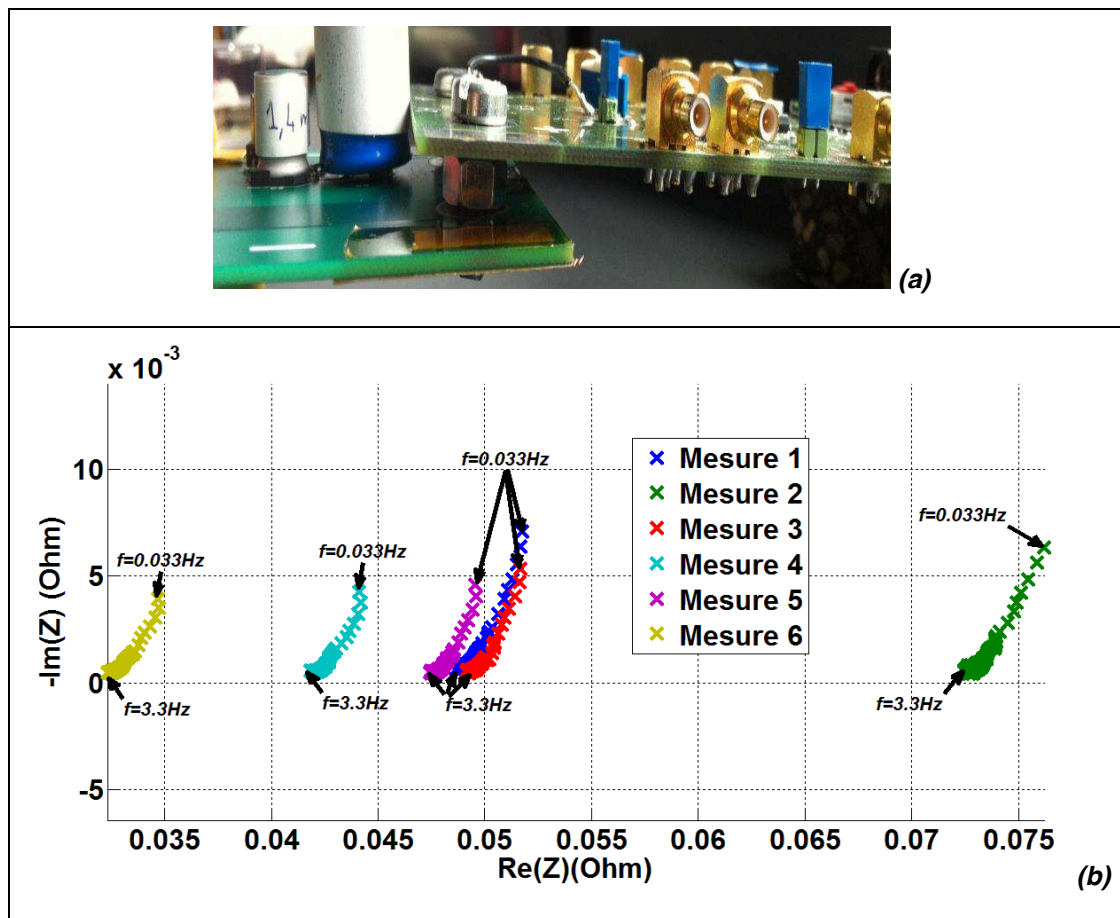 1,4 m
(a)
x 10^-3
10
5
0
-5
-Im(Z) (Ohm)
f=0.033Hz
f=0.033Hz
f=0.033Hz
f=0.033Hz
f=3.3Hz
f=3.3Hz
f=3.3Hz
f=3.3Hz
Mesure 1
Mesure 2
Mesure 3
Mesure 4
Mesure 5
Mesure 6
0.035 0.04 0.045 0.05 0.055 0.06 0.065 0.07 0.075
Re(Z)(Ohm)
(b)